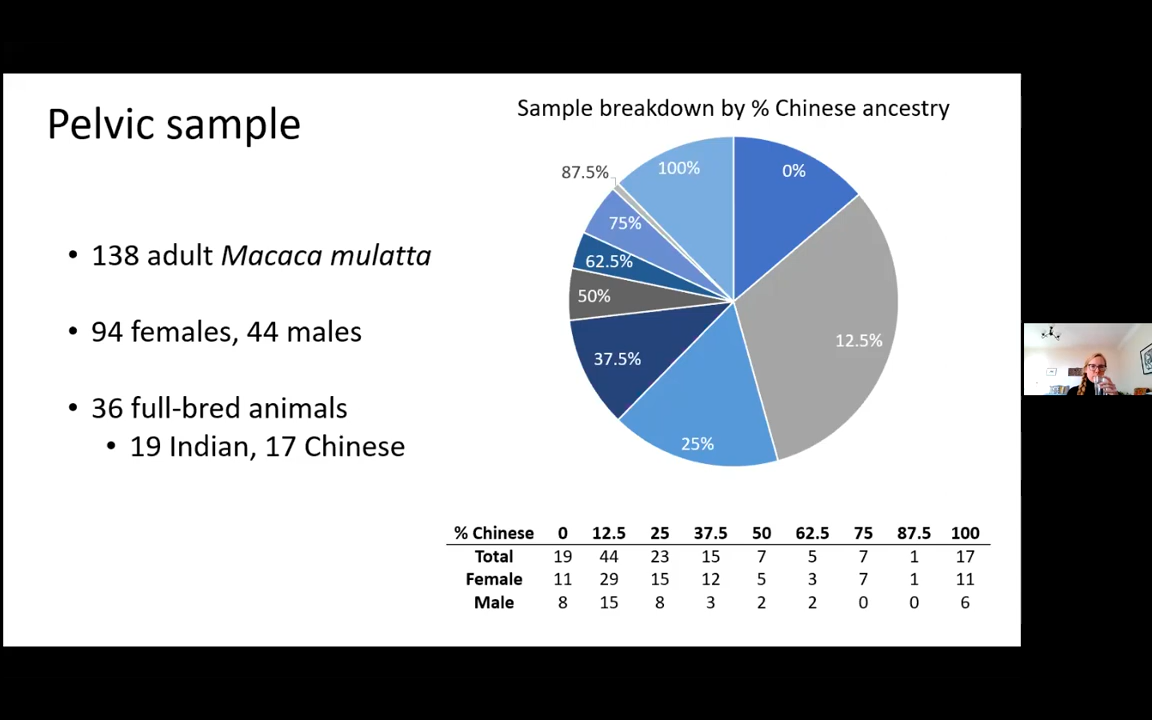 Pelvic sample
• 138 adult Macaca mulatta
• 94 females, 44 males
• 36 full-bred animals
• 19 Indian, 17 Chinese
Sample breakdown by % Chinese ancestry
0%
12.5%
25%
37.5%
50%
62.5%
75%
87.5%
100%
% Chinese 0 12.5 25 37.5 50 62.5 75 87.5 100
Total 19 44 23 15 7 5 7 1 17
Female 11 29 15 12 5 3 7 1 11
Male 8 15 8 3 2 2 0 0 6